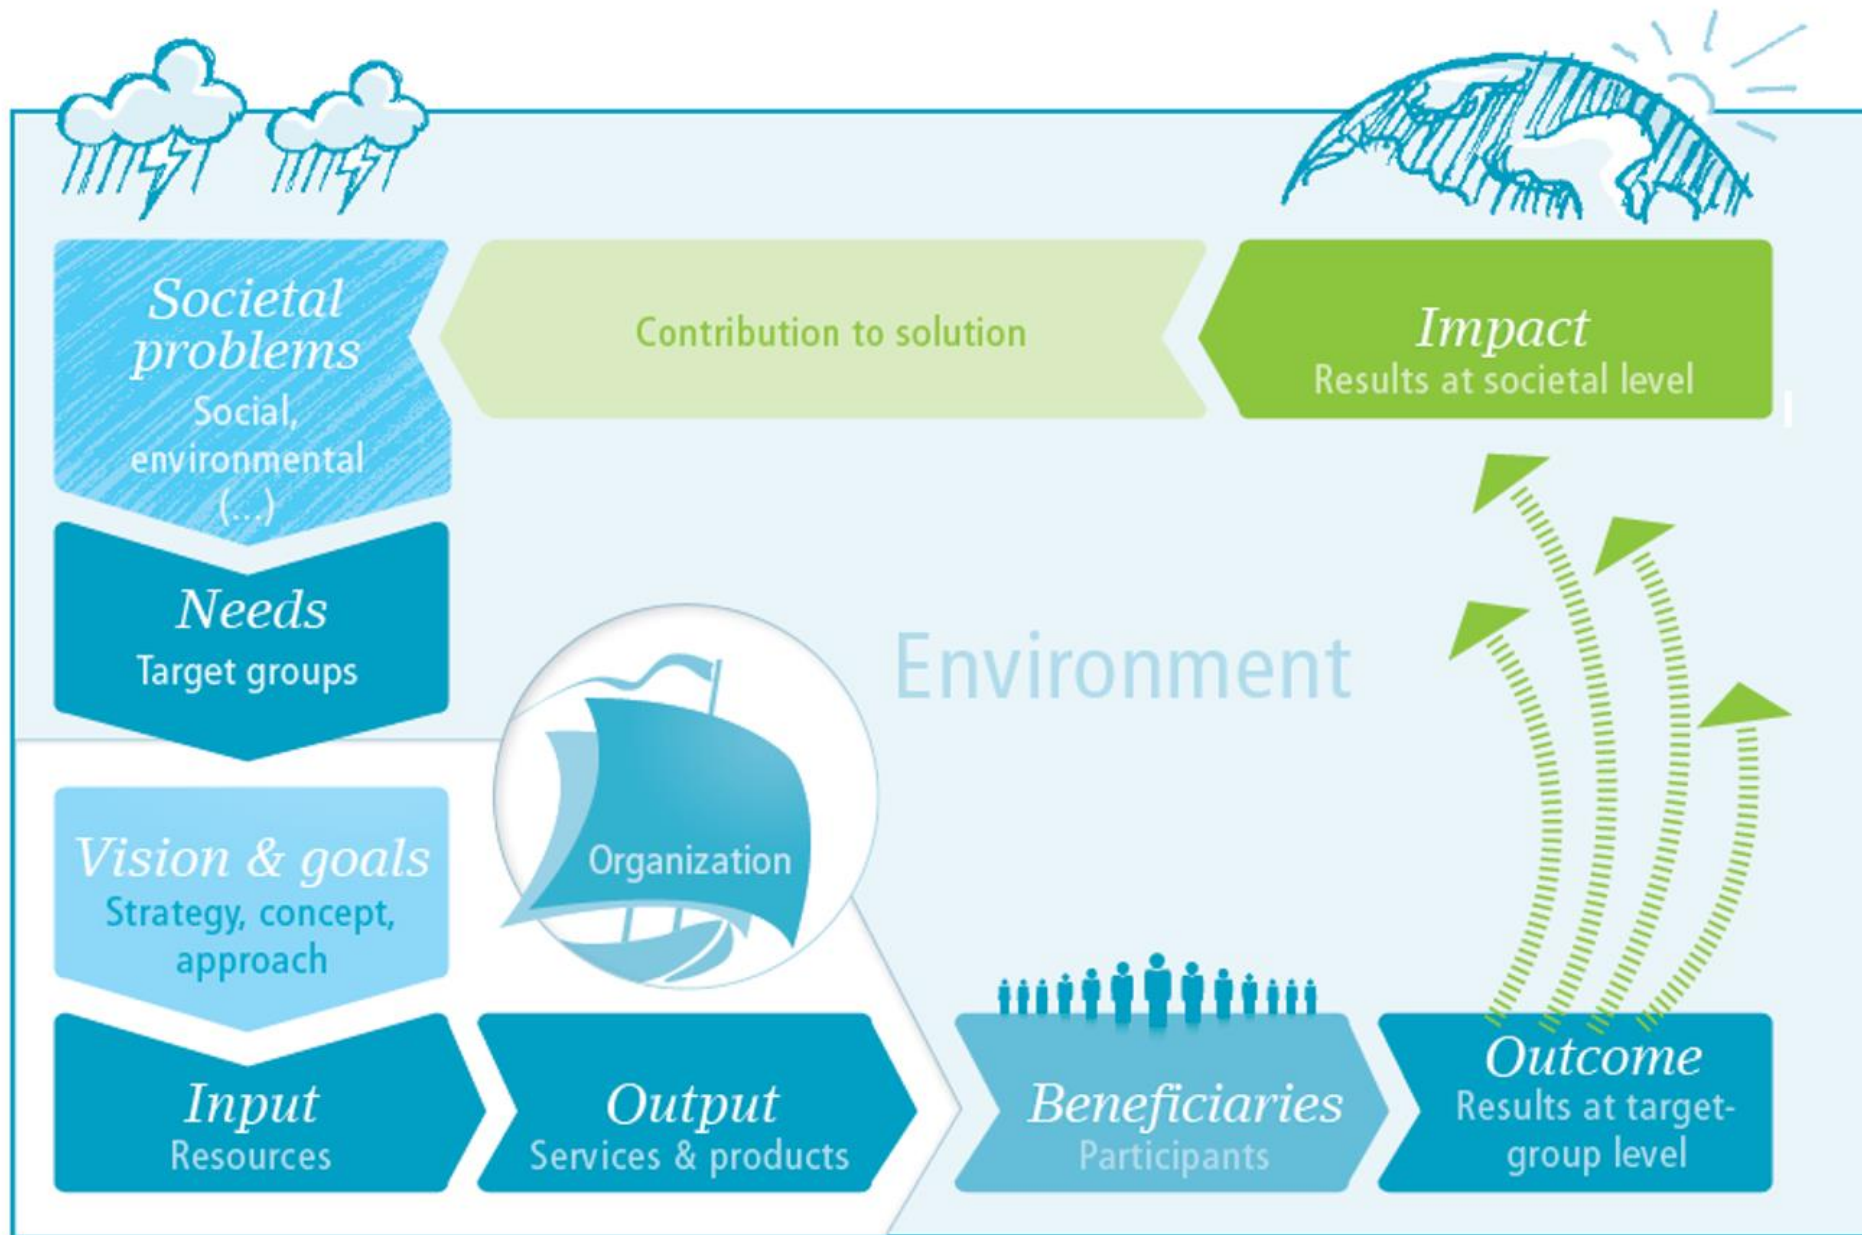 Societal
problems
Social,
environmental
(...)
Contribution to solution
Impact
Results at societal level
Needs
Target groups
Environment
Vision & goals
Strategy, concept,
approach
Organization
Input
Resources
Output
Services & products
Beneficiaries
Participants
Outcome
Results at target-
group level